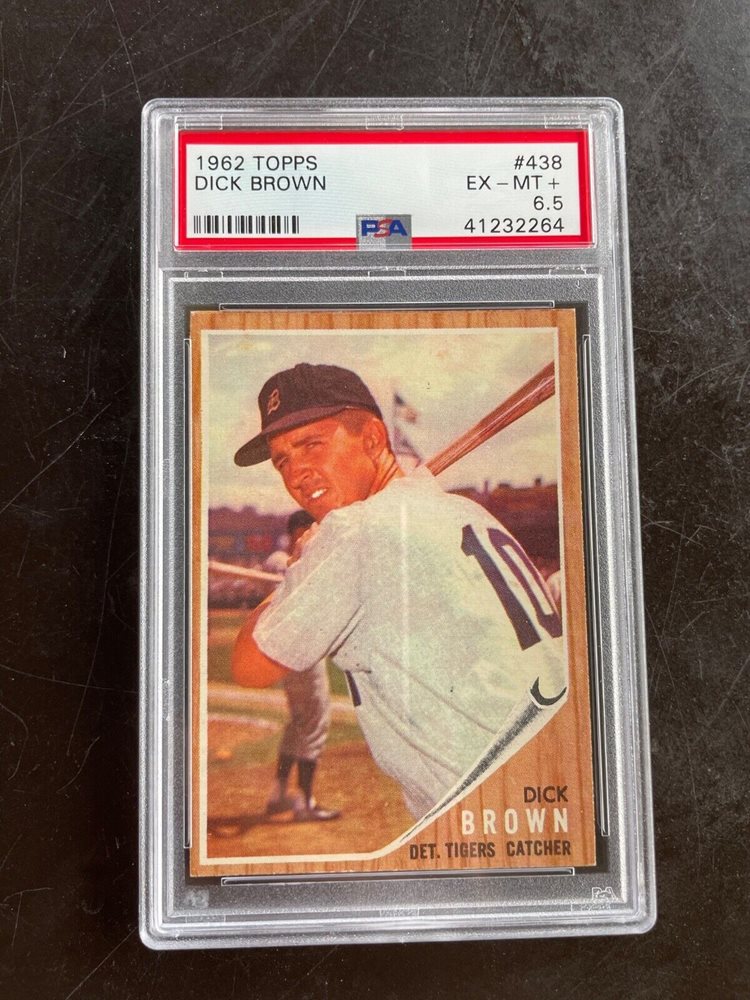 1962 TOPPS #438
DICK BROWN EX – MT +
6.5
PSA 41232264
10
DICK
BROWN
DET. TIGERS CATCHER